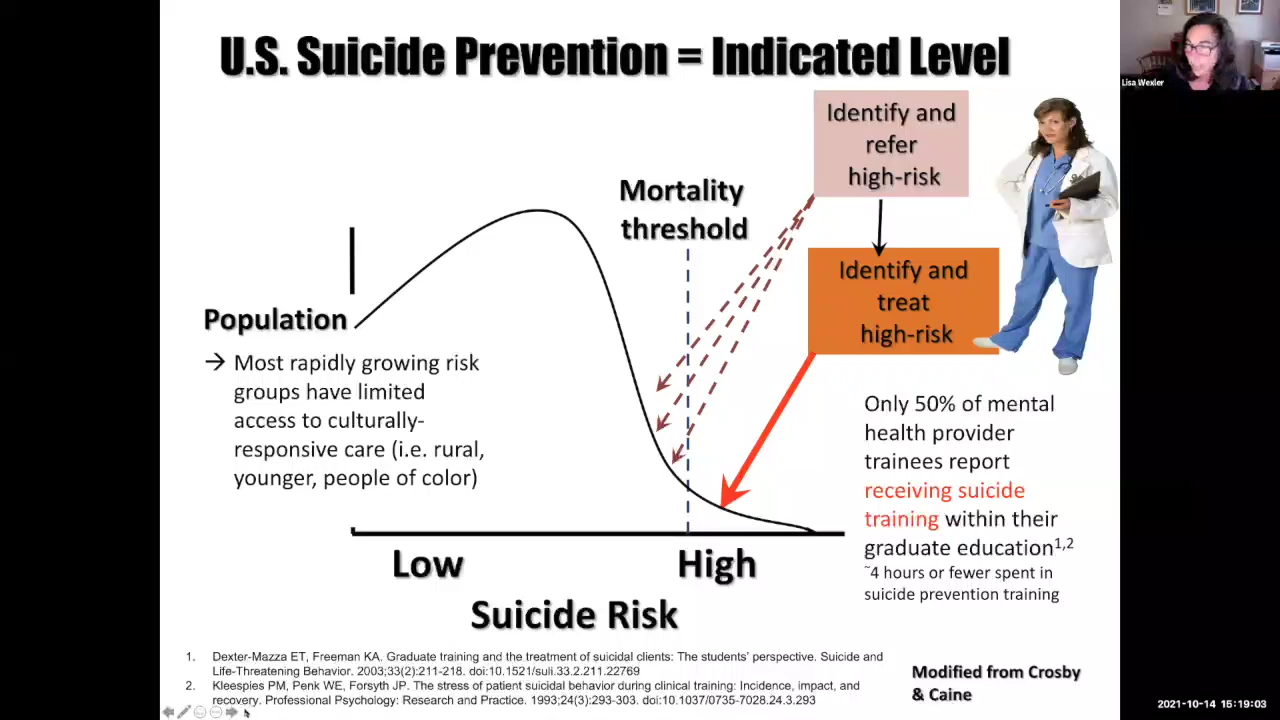 U.S. Suicide Prevention = Indicated Level
Lisa Wexler
Identify and
refer
high-risk
Mortality
threshold
Identify and
treat
high-risk
Population
→ Most rapidly growing risk
groups have limited
access to culturally-
responsive care (i.e. rural,
younger, people of color)
Only 50% of mental
health provider
trainees report
receiving suicide
training within their
graduate education1,2
~4 hours or fewer spent in
suicide prevention training
Low
High
Suicide Risk
1. Dexter-Mazza ET, Freeman KA. Graduate training and the treatment of suicidal clients: The students' perspective. Suicide and
Life-Threatening Behavior. 2003;33(2):211-218. doi:10.1521/suli.33.2.211.22769
2. Kleespies PM, Penk WE, Forsyth JP. The stress of patient suicidal behavior during clinical training: Incidence, impact, and
recovery. Professional Psychology: Research and Practice. 1993;24(3):293-303. doi:10.1037/0735-7028.24.3.293
Modified from Crosby
& Caine
2021-10-14 15:19:03